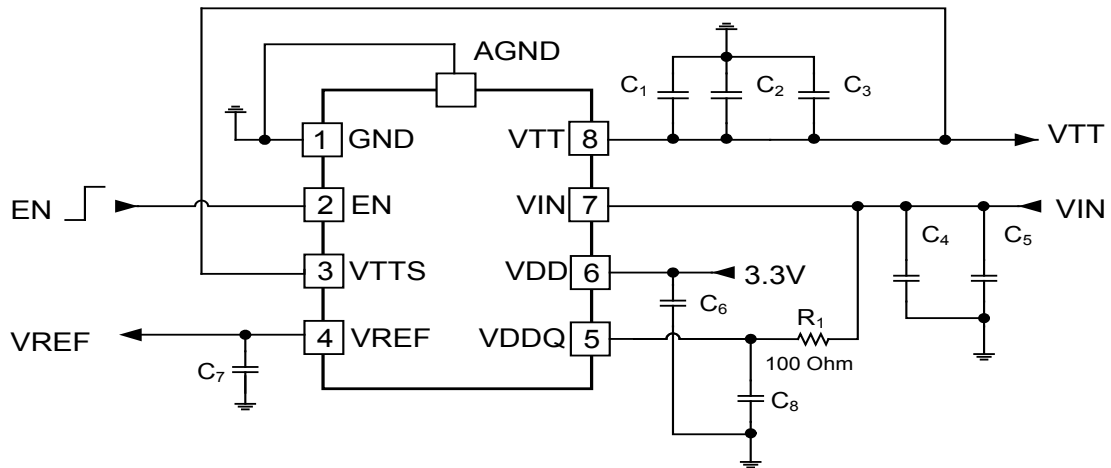 AGND
C1
C2
C3
1
GND
VTT
8
VTT
EN
2
EN
VIN
7
VIN
C4
C5
3
VTTS
VDD
6
3.3V
C6
R1
VREF
4
VREF
VDDQ
5
100 Ohm
C7
C8